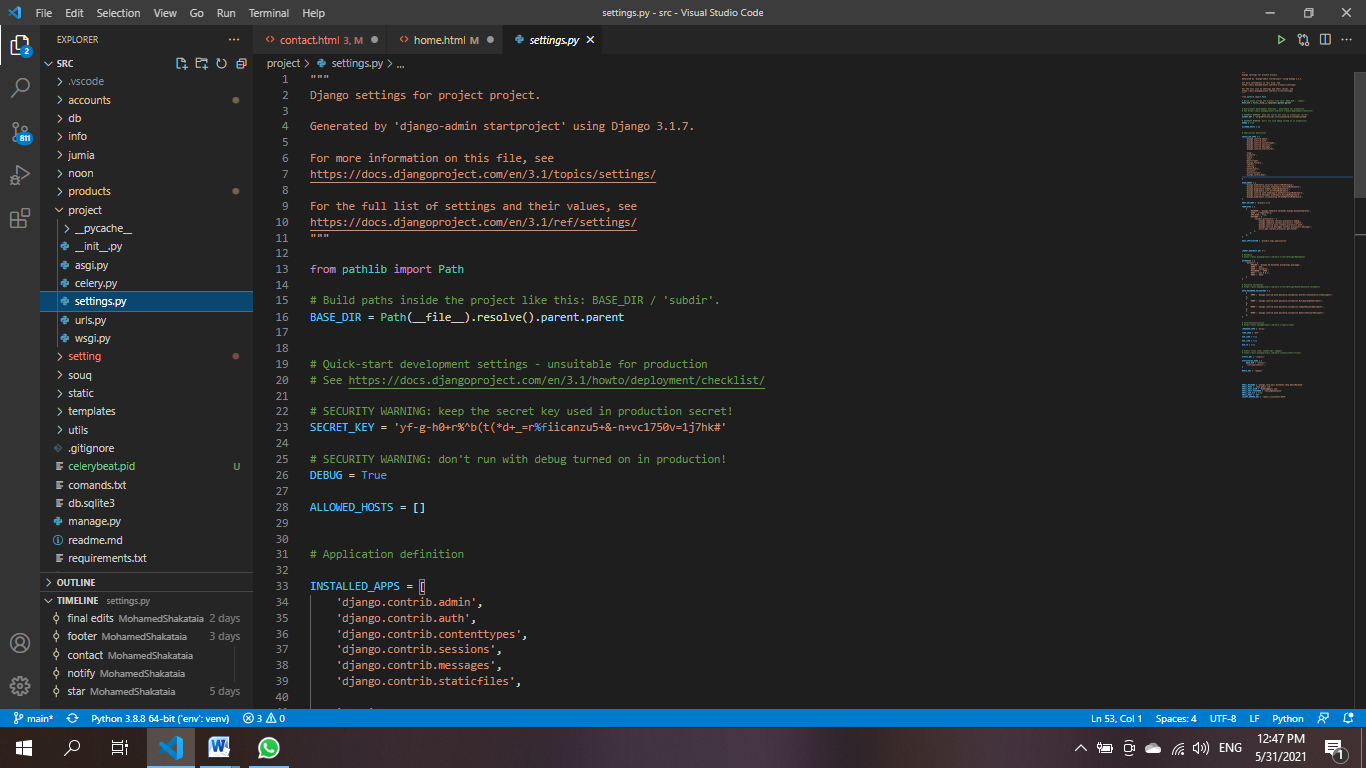 File Edit Selection View Go Run Terminal Help
settings.py - src - Visual Studio Code
EXPLORER
contact.html 3, M
home.html M
settings.py
SRC
.vscode
accounts
db
info
jumia
noon
products
project
__pycache__
__init__.py
asgi.py
celery.py
settings.py
urls.py
wsgi.py
setting
souq
static
templates
utils
.gitignore
celerybeat.pid U
comands.txt
db.sqlite3
manage.py
readme.md
requirements.txt
OUTLINE
TIMELINE settings.py
final edits MohamedShakataia 2 days
footer MohamedShakataia 3 days
contact MohamedShakataia
notify MohamedShakataia
star MohamedShakataia 5 days
2
811
project > settings.py > ...
1 """
2 Django settings for project project.
3
4 Generated by 'django-admin startproject' using Django 3.1.7.
5
6 For more information on this file, see
7 https://docs.djangoproject.com/en/3.1/topics/settings/
8
9 For the full list of settings and their values, see
10 https://docs.djangoproject.com/en/3.1/ref/settings/
11 """
12
13 from pathlib import Path
14
15 # Build paths inside the project like this: BASE_DIR / 'subdir'.
16 BASE_DIR = Path(__file__).resolve().parent.parent
17
18
19 # Quick-start development settings - unsuitable for production
20 # See https://docs.djangoproject.com/en/3.1/howto/deployment/checklist/
21
22 # SECURITY WARNING: keep the secret key used in production secret!
23 SECRET_KEY = 'yf-g-h0+r%^b(t(*d+_=r%fiicanzu5+&-n+vc1750v=1j7hk#'
24
25 # SECURITY WARNING: don't run with debug turned on in production!
26 DEBUG = True
27
28 ALLOWED_HOSTS = []
29
30
31 # Application definition
32
33 INSTALLED_APPS = [
34 'django.contrib.admin',
35 'django.contrib.auth',
36 'django.contrib.contenttypes',
37 'django.contrib.sessions',
38 'django.contrib.messages',
39 'django.contrib.staticfiles',
40
main* Python 3.8.8 64-bit ('env': venv) 3 0
Ln 53, Col 1 Spaces: 4 UTF-8 LF Python
ENG
12:47 PM
5/31/2021
1